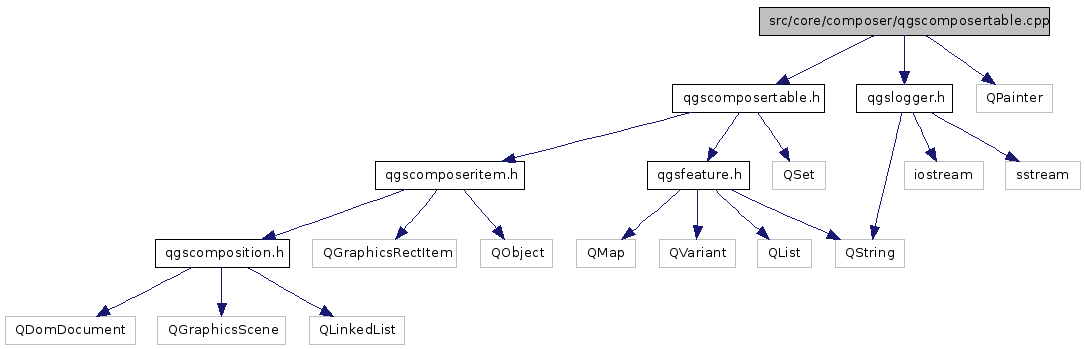 src/core/composer/qgscomposertable.cpp
qgscomposertable.h
qgslogger.h
QPainter
qgscomposeritem.h
qgsfeature.h
QSet
iostream
sstream
qgscomposition.h
QGraphicsRectItem
QObject
QMap
QVariant
QList
QString
QDomDocument
QGraphicsScene
QLinkedList